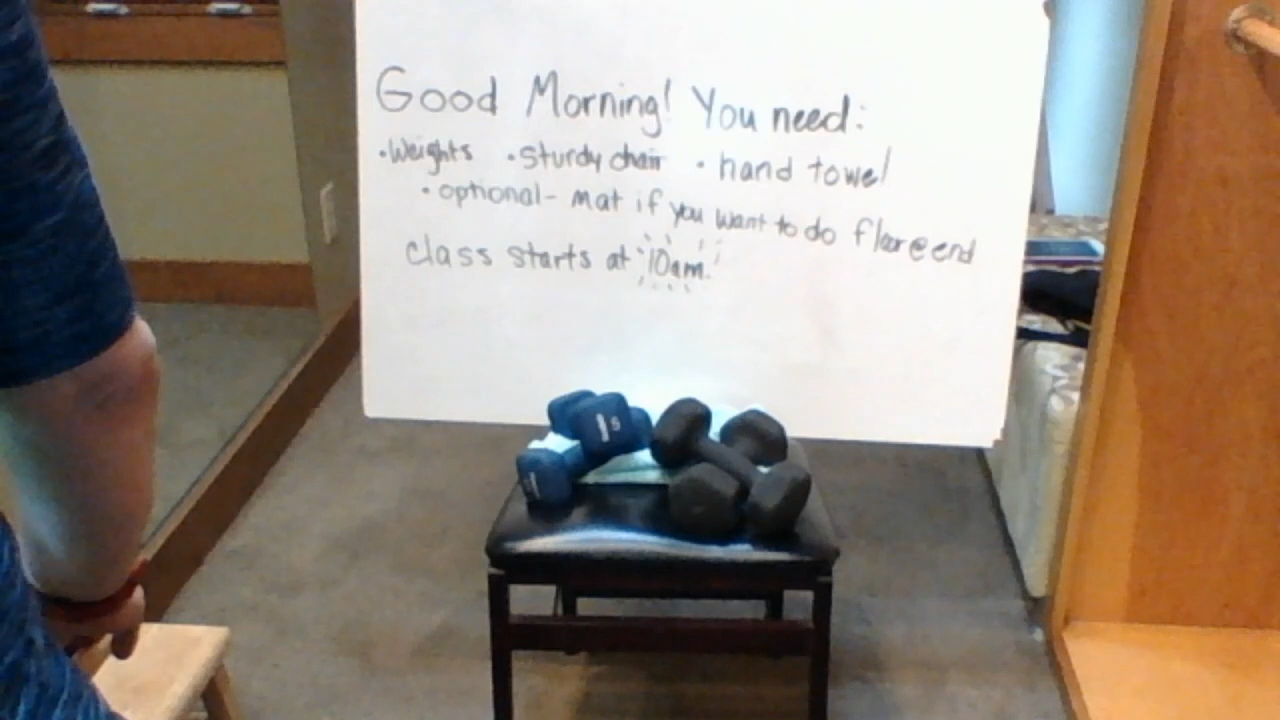 Good Morning! You need:
• Weights • sturdy chair • hand towel
• optional - mat if you want to do floor @ end
class starts at 10am.
5